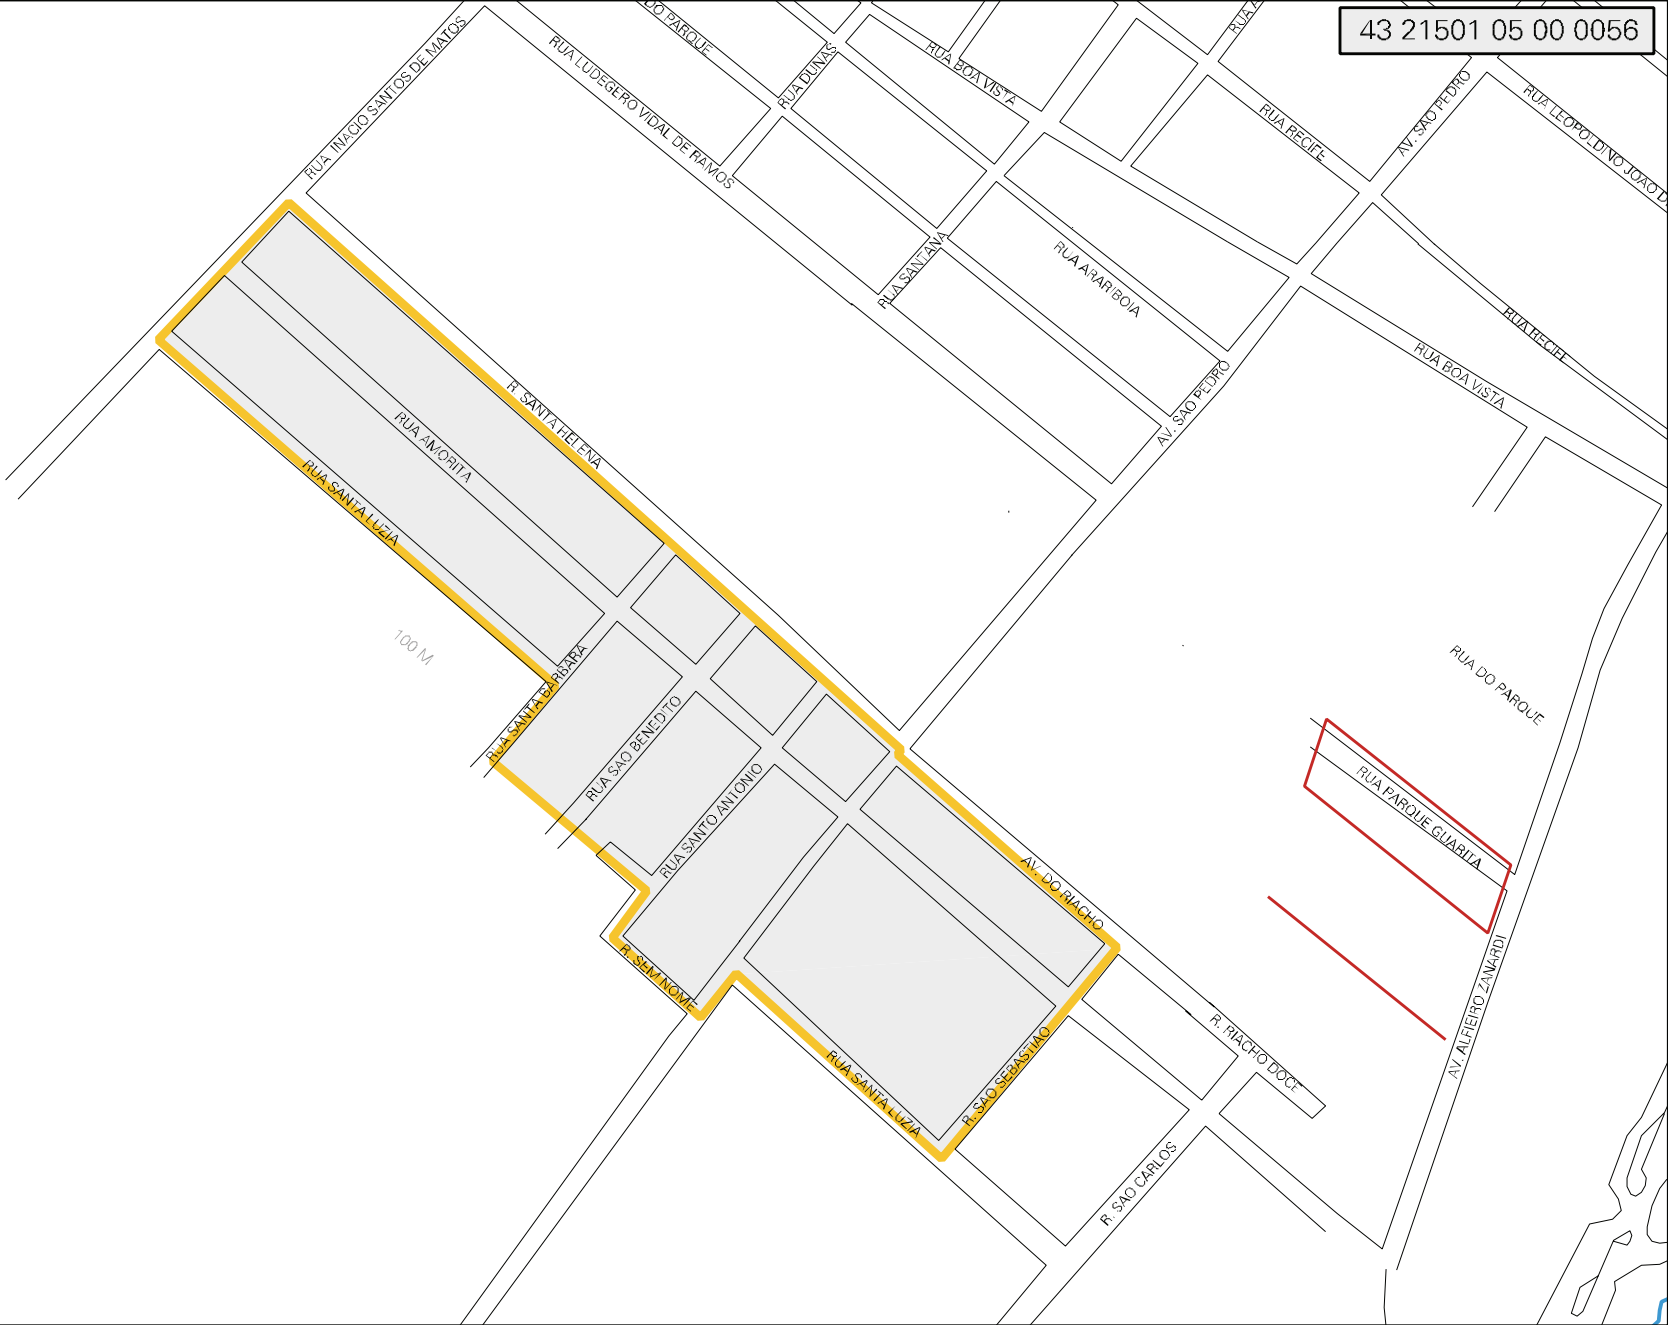 43 21501 05 00 0056
DO PARQUE
RUA A
RUA INACIO SANTOS DE MATOS
RUA LUDEGERO VIDAL DE RAMOS
RUA DUNAS
RUA BOA VISTA
RUA RECIFE
AV. SAO PEDRO
RUA LEOPOLDINO JOAO D
RUA SANTANA
RUA ARARIBOIA
RUA RECIFE
RUA BOA VISTA
AV. SAO PEDRO
R. SANTA HELENA
RUA AMORITA
RUA SANTA LUZIA
100 M
RUA SANTA BARBARA
RUA SAO BENEDITO
RUA SANTO ANTONIO
RUA DO PARQUE
RUA PARQUE GUARITA
AV. DO RIACHO
R. SEM NOME
AV. ALFIEIRO ZANARDI
R. RIACHO DOCE
RUA SANTA LUZIA
R. SAO SEBASTIAO
R. SAO CARLOS